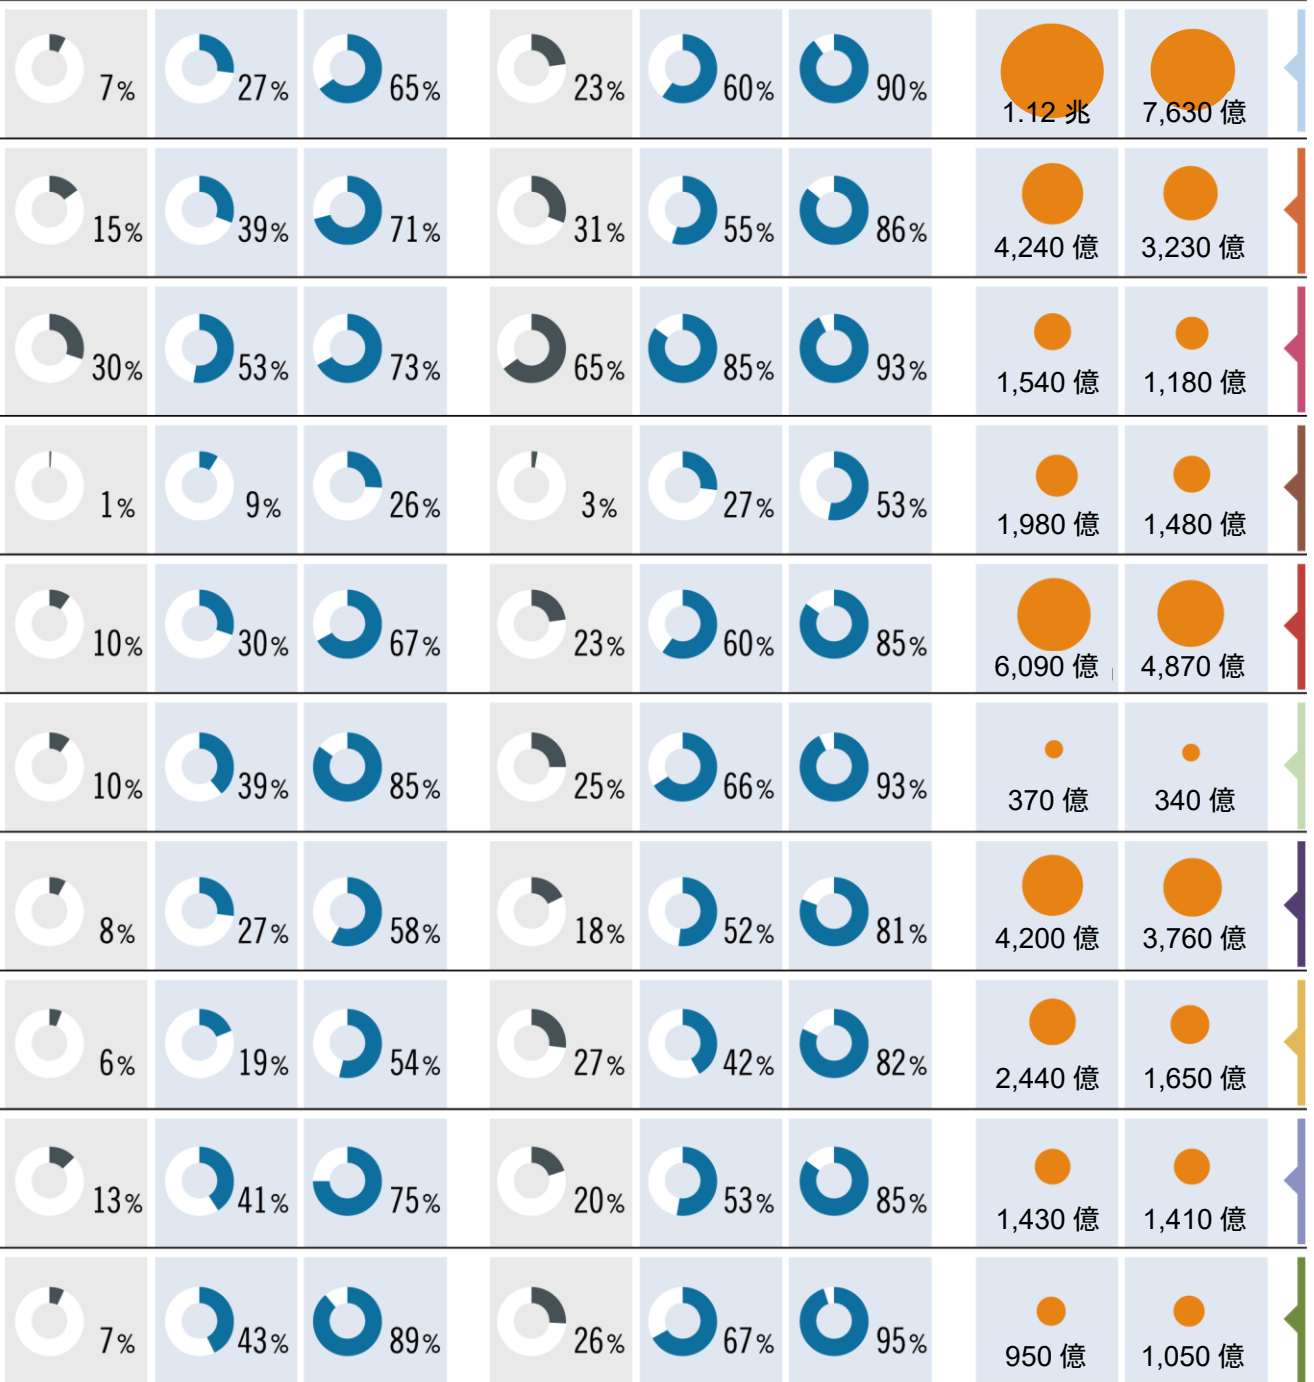 7% 27% 65% 23% 60% 90% 1.12 兆 7,630 億
15% 39% 71% 31% 55% 86% 4,240 億 3,230 億
30% 53% 73% 65% 85% 93% 1,540 億 1,180 億
1% 9% 26% 3% 27% 53% 1,980 億 1,480 億
10% 30% 67% 23% 60% 85% 6,090 億 4,870 億
10% 39% 85% 25% 66% 93% 370 億 340 億
8% 27% 58% 18% 52% 81% 4,200 億 3,760 億
6% 19% 54% 27% 42% 82% 2,440 億 1,650 億
13% 41% 75% 20% 53% 85% 1,430 億 1,410 億
7% 43% 89% 26% 67% 95% 950 億 1,050 億